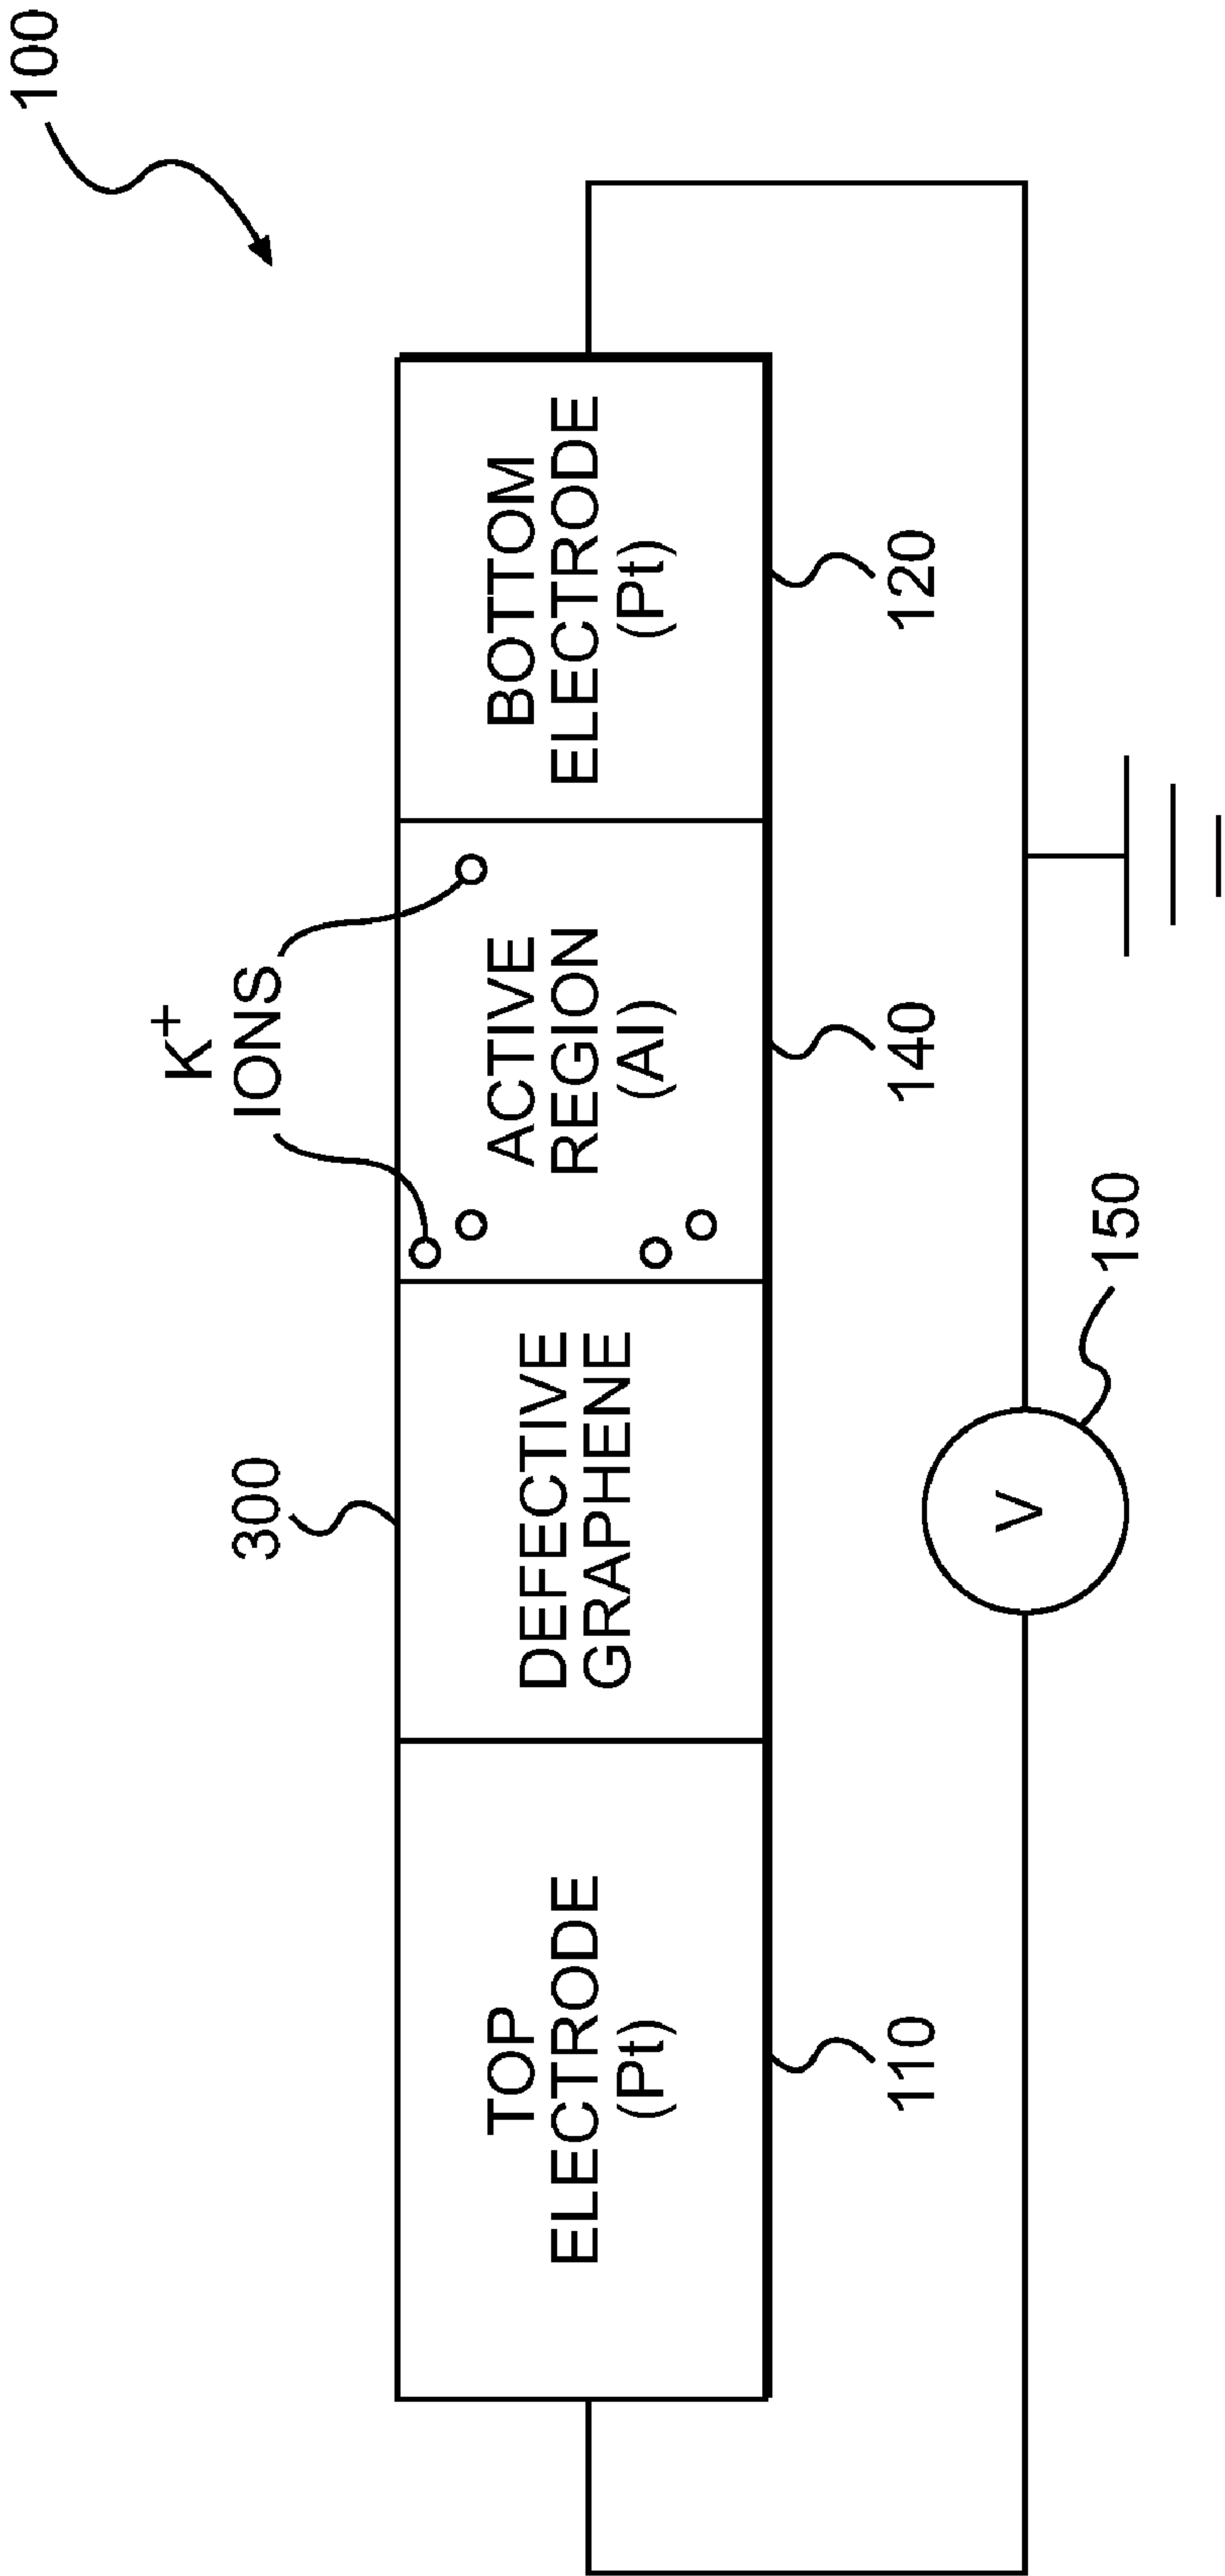 100
K+
IONS
300
TOP
ELECTRODE
(Pt)
DEFECTIVE
GRAPHENE
ACTIVE
REGION
(Al)
BOTTOM
ELECTRODE
(Pt)
110
140
120
V
150